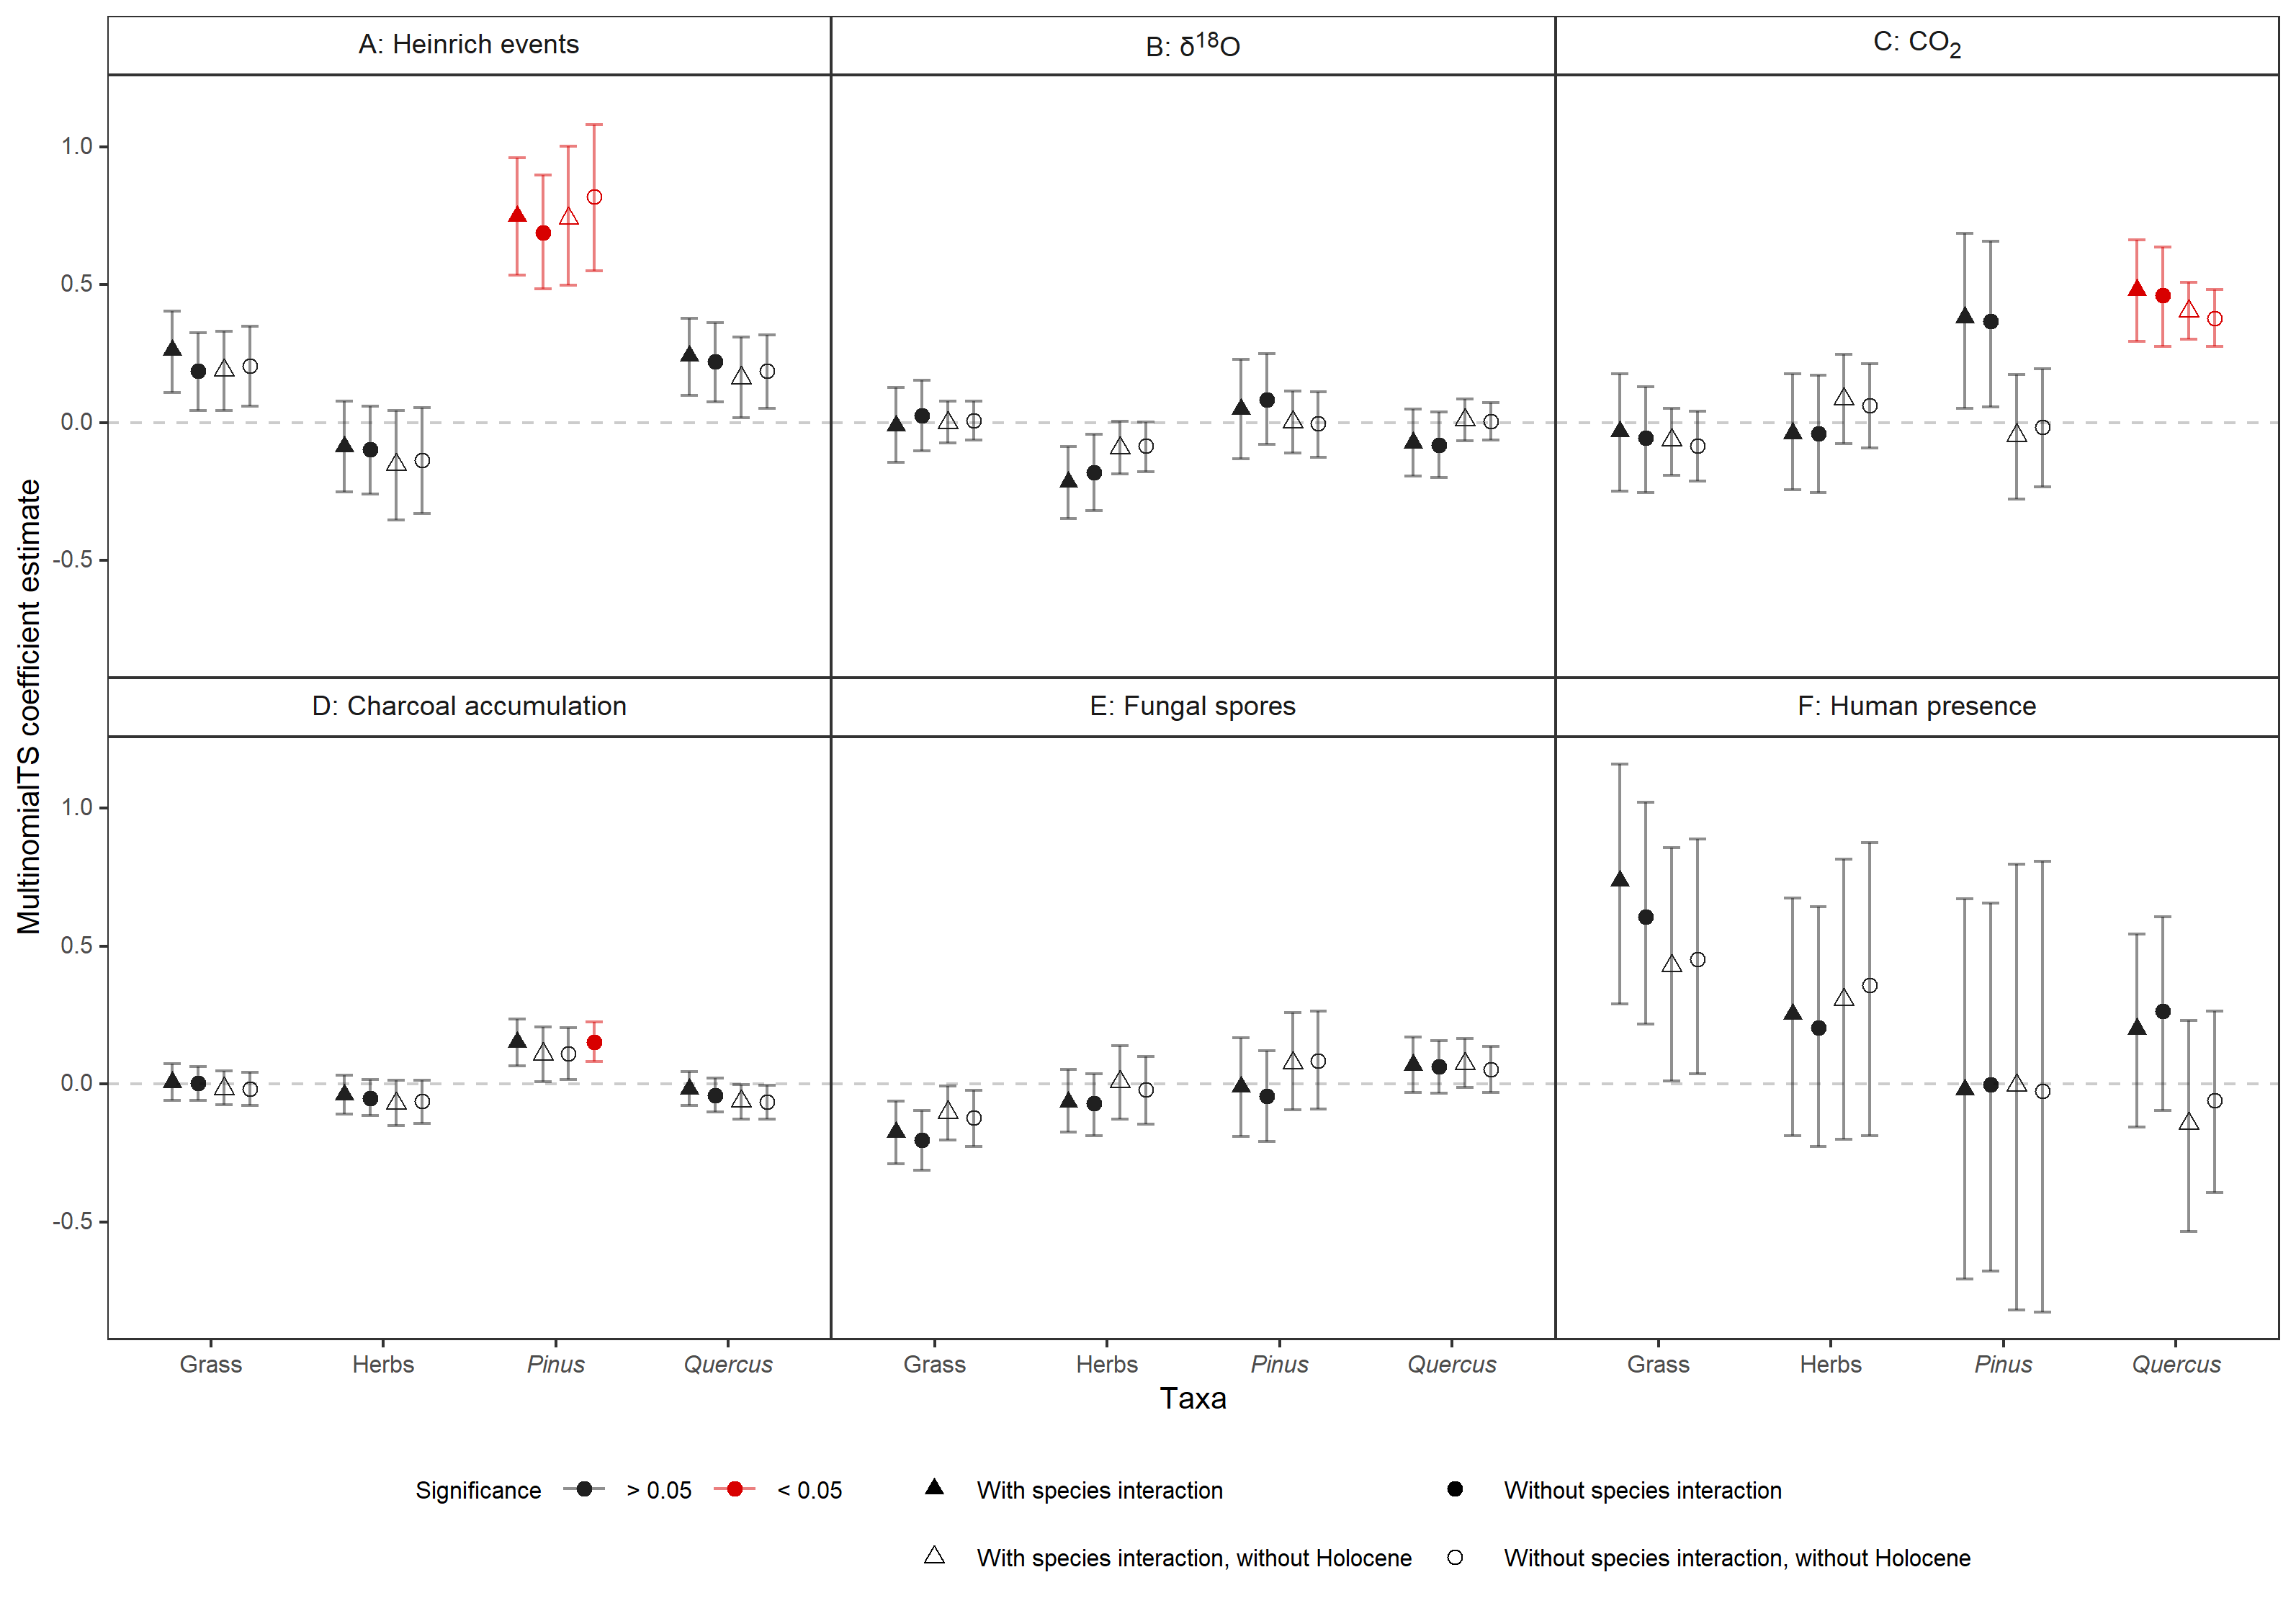 A: Heinrich events
B: δ¹⁸O
C: CO₂
1.0
0.5
0.0
-0.5
D: Charcoal accumulation
E: Fungal spores
F: Human presence
1.0
0.5
0.0
-0.5
MultinomialTS coefficient estimate
Grass Herbs Pinus Quercus
Grass Herbs Pinus Quercus
Grass Herbs Pinus Quercus
Taxa
Significance > 0.05 < 0.05
With species interaction
Without species interaction
With species interaction, without Holocene
Without species interaction, without Holocene